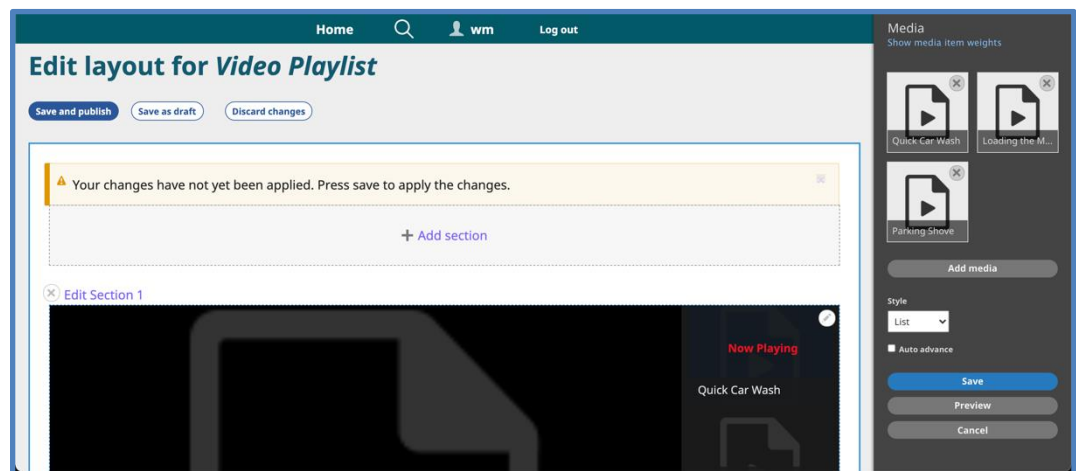 Home wm Log out
Edit layout for Video Playlist
Save and publish Save as draft Discard changes
Your changes have not yet been applied. Press save to apply the changes.
Add section
Edit Section 1
Now Playing
Quick Car Wash
Media
Show media item weights
Quick Car Wash Loading the M...
Parking Shove
Add media
Style
List
Auto advance
Save
Preview
Cancel